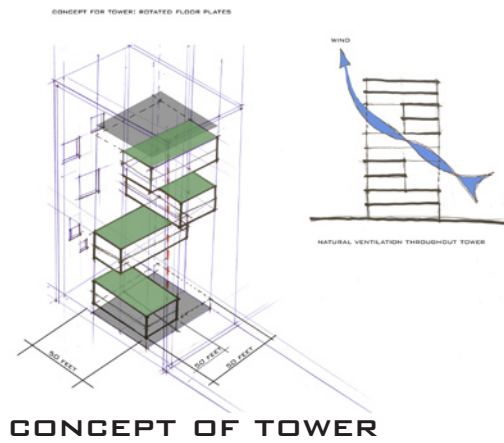 CONCEPT FOR TOWER: ROTATED FLOOR PLATES
WIND
NATURAL VENTILATION THROUGHOUT TOWER
50 FEET
50 FEET
50 FEET
CONCEPT OF TOWER